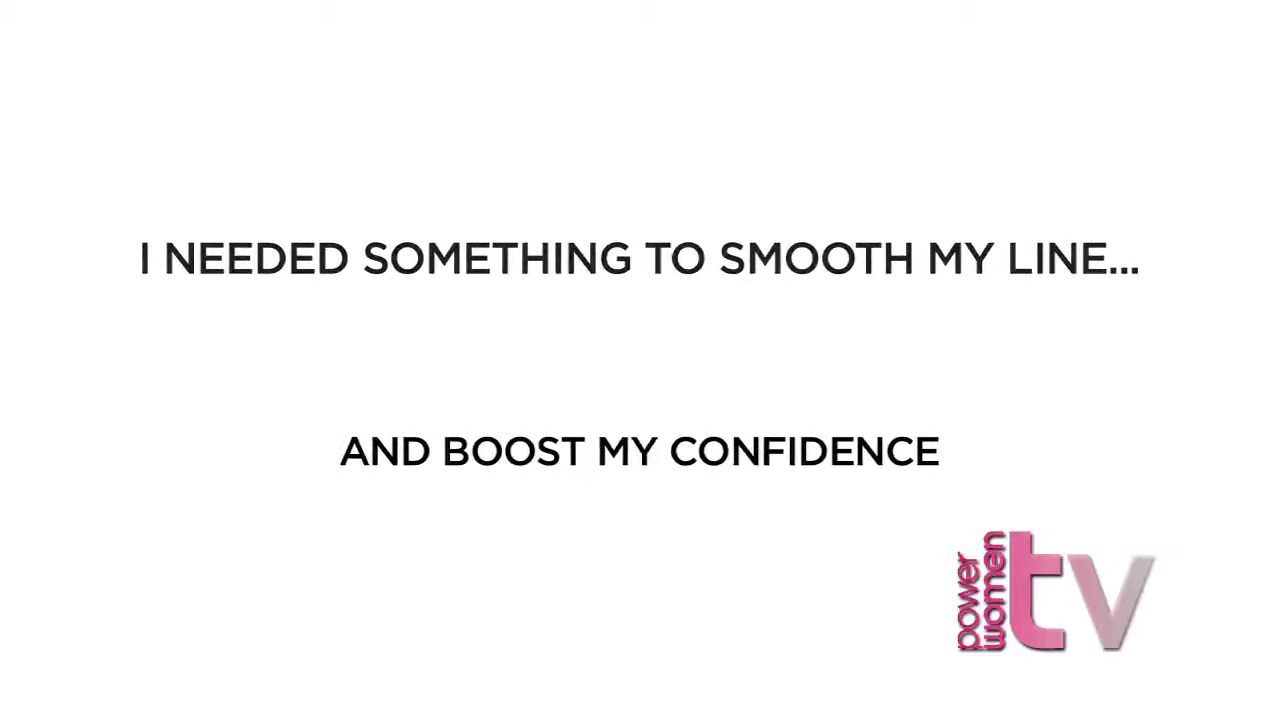 I NEEDED SOMETHING TO SMOOTH MY LINE...
AND BOOST MY CONFIDENCE
power
women
tv